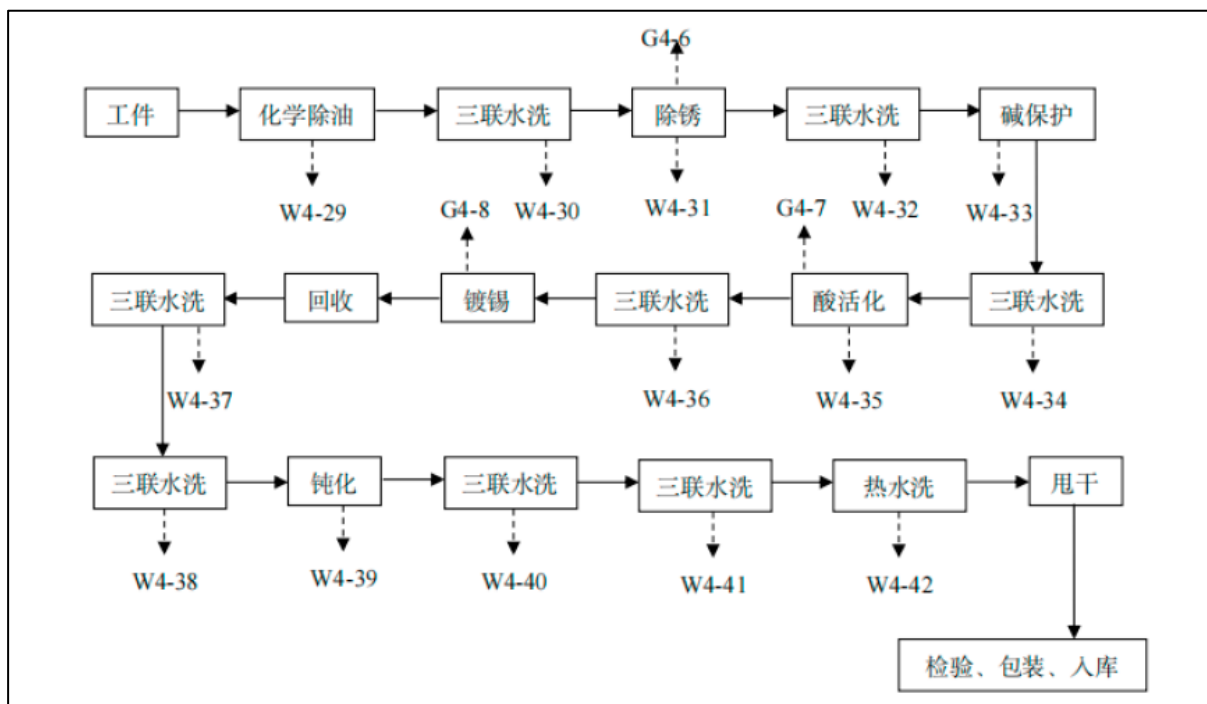 G4-6
工件
化学除油
三联水洗
除锈
三联水洗
碱保护
W4-29
W4-30
W4-31
W4-32
W4-33
G4-8
G4-7
三联水洗
回收
镀锡
三联水洗
酸活化
三联水洗
W4-37
W4-36
W4-35
W4-34
三联水洗
钝化
三联水洗
三联水洗
热水洗
甩干
W4-38
W4-39
W4-40
W4-41
W4-42
检验、包装、入库